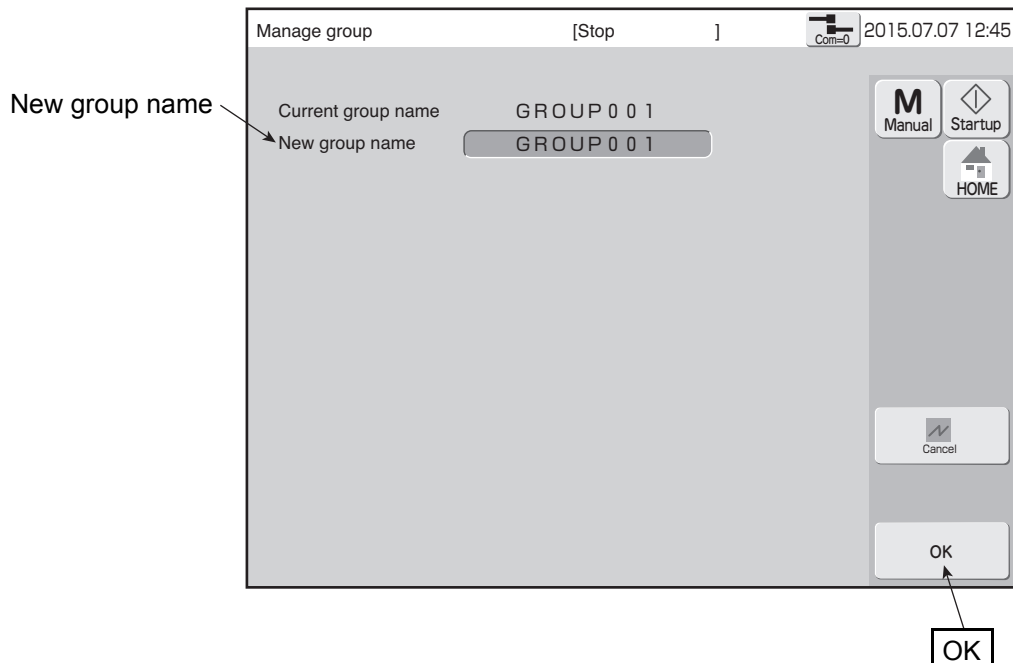 Manage group [Stop ] Com=0 2015.07.07 12:45
New group name
Current group name GROUP001
New group name GROUP001
M
Manual Startup
HOME
Cancel
OK
OK